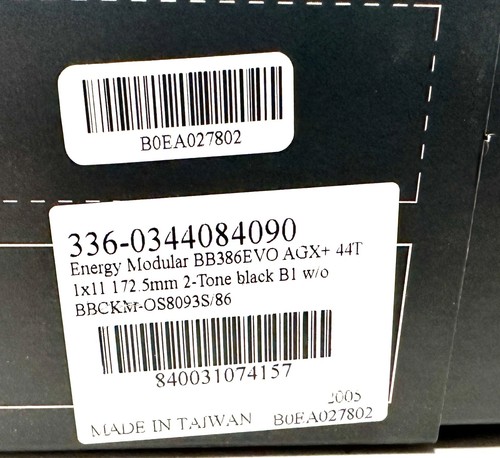 B0EA027802
336-0344084090
Energy Modular BB386EVO AGX+ 44T
1x11 172.5mm 2-Tone black B1 w/o
BBCKM-OS8093S/86
840031074157
2005
MADE IN TAIWAN B0EA027802